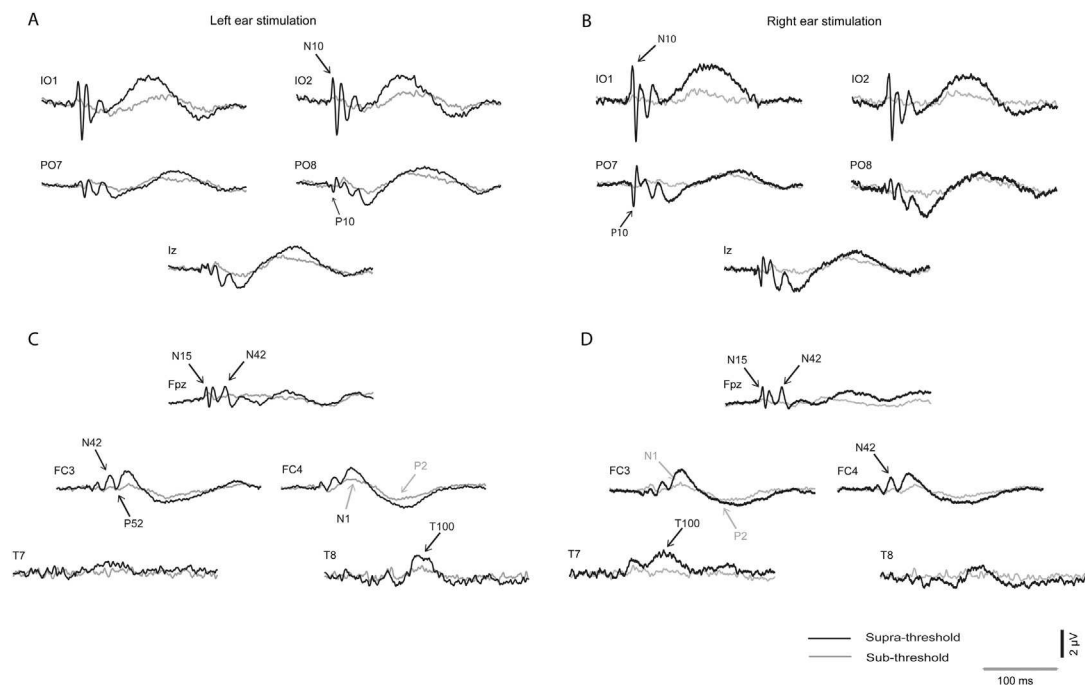 A
Left ear stimulation
N10
IO1
IO2
PO7
PO8
P10
Iz
B
Right ear stimulation
N10
IO1
IO2
PO7
PO8
P10
Iz
C
N15
N42
Fpz
N42
FC3
FC4
P2
P52
N1
T100
T7
T8
D
N15
N42
Fpz
N1
N42
FC3
FC4
P2
T100
T7
T8
Supra-threshold
Sub-threshold
2 µV
100 ms